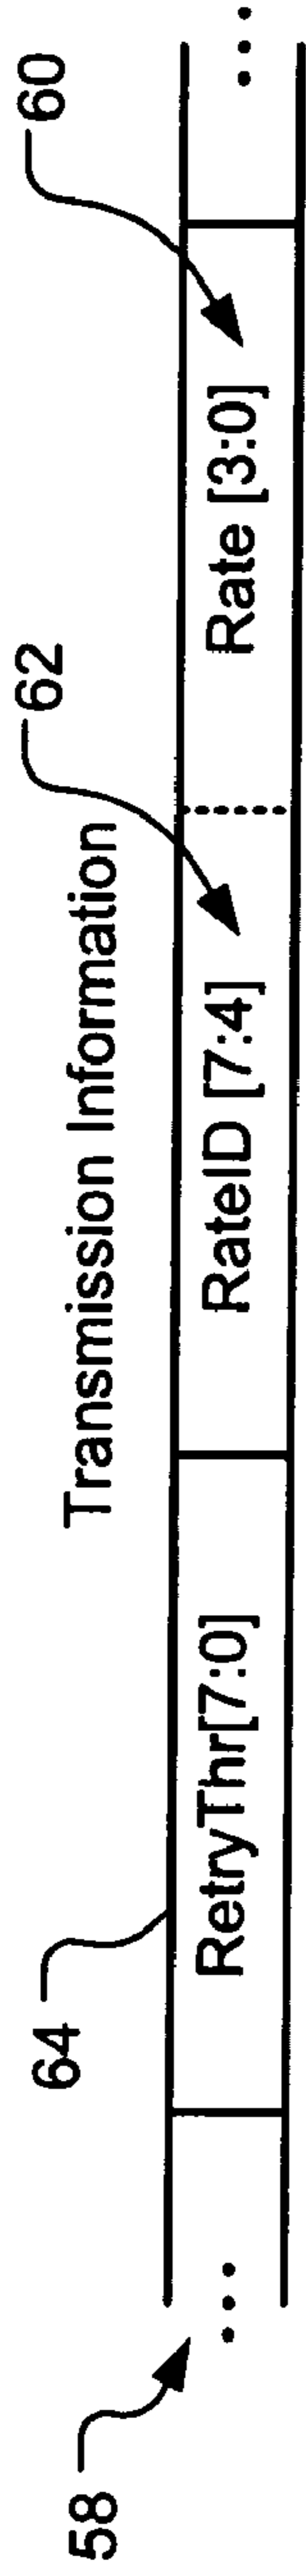 Transmission Information
62
60
58
64
...
RetryThr[7:0]
RateID [7:4]
Rate [3:0]
...